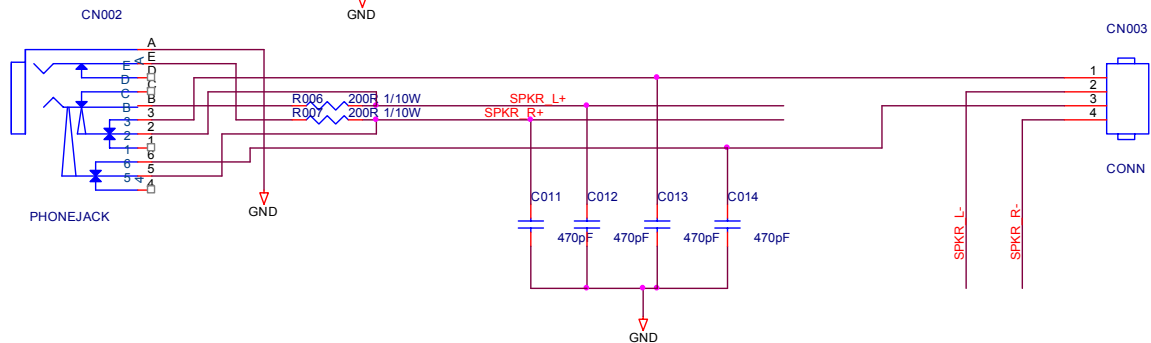 CN002
GND
CN003
A
E
D
C
B
3
2
1
6
5
4
A
E
D
C
B
3
2
1
6
5
4
R006 200R 1/10W
R007 200R 1/10W
SPKR_L+
SPKR_R+
1
2
3
4
GND
PHONEJACK
C011
C012
C013
C014
470pF
470pF
470pF
470pF
CONN
SPKR_L-
SPKR_R-
GND